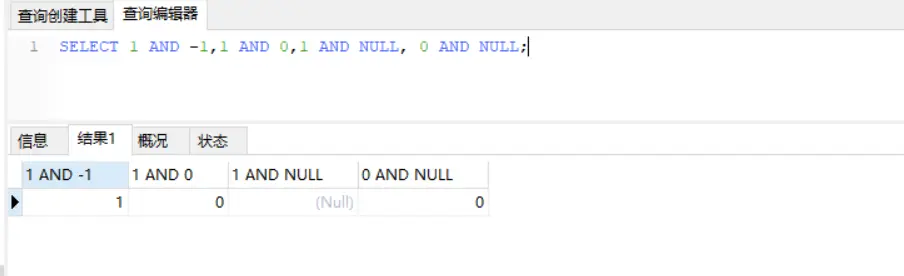 查询创建工具 查询编辑器
1 SELECT 1 AND -1,1 AND 0,1 AND NULL, 0 AND NULL;
信息 结果1 概况 状态
1 AND -1 1 AND 0 1 AND NULL 0 AND NULL
1 0 (Null) 0